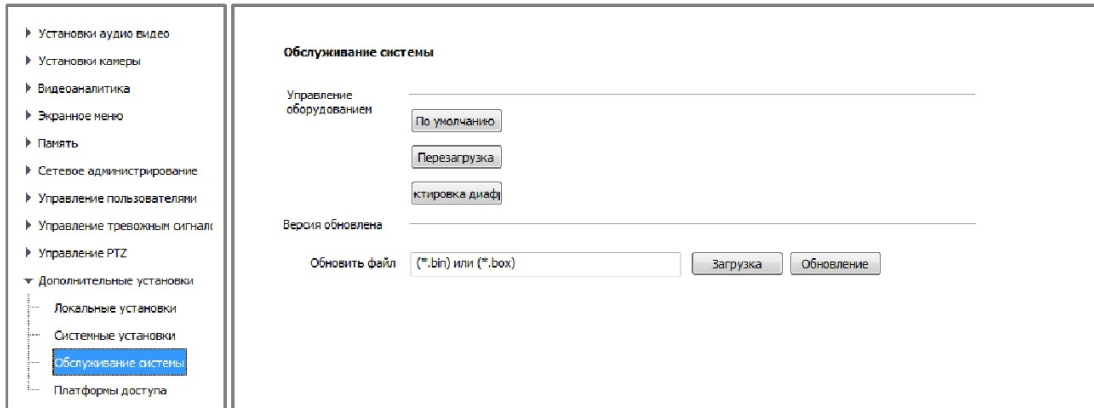 Установки аудио видео
Установки камеры
Видеоаналитика
Экранное меню
Память
Сетевое администрирование
Управление пользователями
Управление тревожным сигнало
Управление PTZ
Дополнительные установки
Локальные установки
Системные установки
Обслуживание системы
Платформы доступа
Обслуживание системы
Управление
оборудованием
По умолчанию
Перезагрузка
ктировка диафр
Версия обновлена
Обновить файл (*.bin) или (*.box) Загрузка Обновление